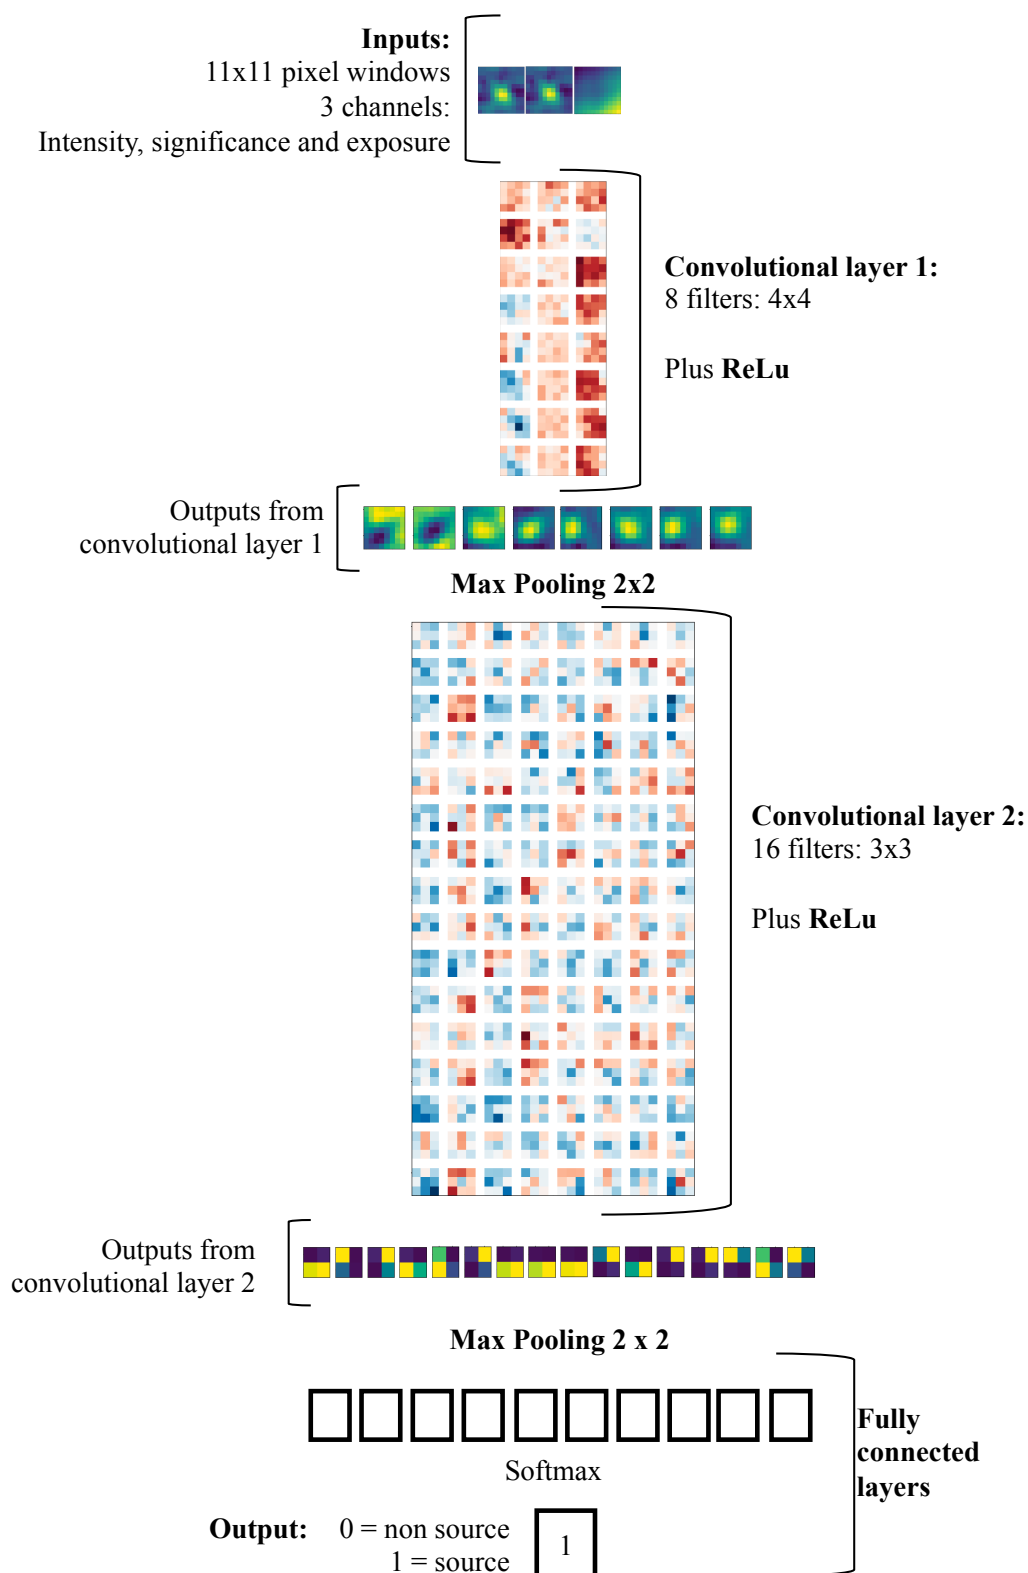 Inputs:
11x11 pixel windows
3 channels:
Intensity, significance and exposure
Convolutional layer 1:
8 filters: 4x4
Plus ReLu
Outputs from
convolutional layer 1
Max Pooling 2x2
Convolutional layer 2:
16 filters: 3x3
Plus ReLu
Outputs from
convolutional layer 2
Max Pooling 2 x 2
Fully
connected
layers
Softmax
Output: 0 = non source
1 = source
1